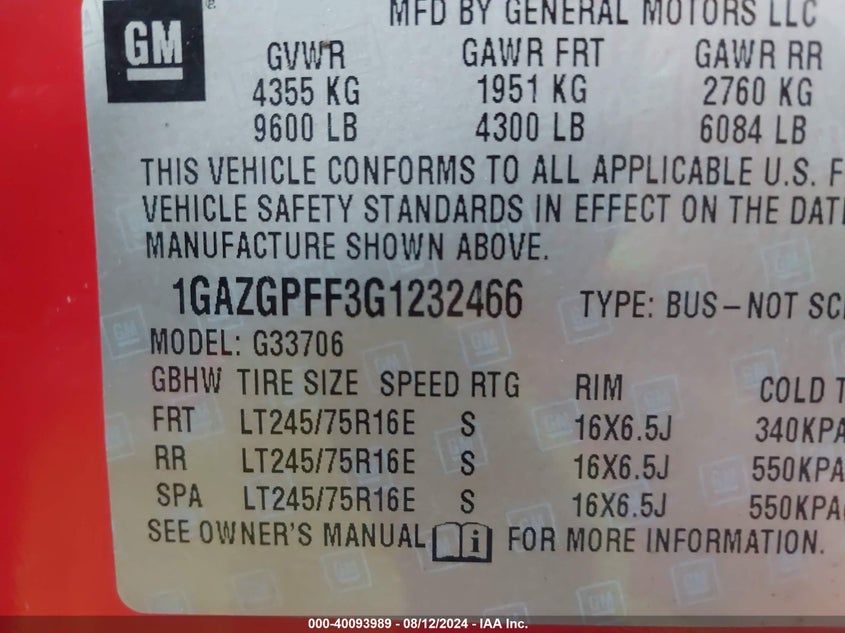 MFD BY GENERAL MOTORS LLC
GM
GVWR GAWR FRT GAWR RR
4355 KG 1951 KG 2760 KG
9600 LB 4300 LB 6084 LB
THIS VEHICLE CONFORMS TO ALL APPLICABLE U.S. F
VEHICLE SAFETY STANDARDS IN EFFECT ON THE DATE
MANUFACTURE SHOWN ABOVE.
1GAZGPFF3G1232466 TYPE: BUS–NOT SC
MODEL: G33706
GBHW TIRE SIZE SPEED RTG RIM COLD T
FRT LT245/75R16E S 16X6.5J 340KPA
RR LT245/75R16E S 16X6.5J 550KPA
SPA LT245/75R16E S 16X6.5J 550KPA
SEE OWNER'S MANUAL i FOR MORE INFORMATION.
000-40093989 - 08/12/2024 - IAA Inc.